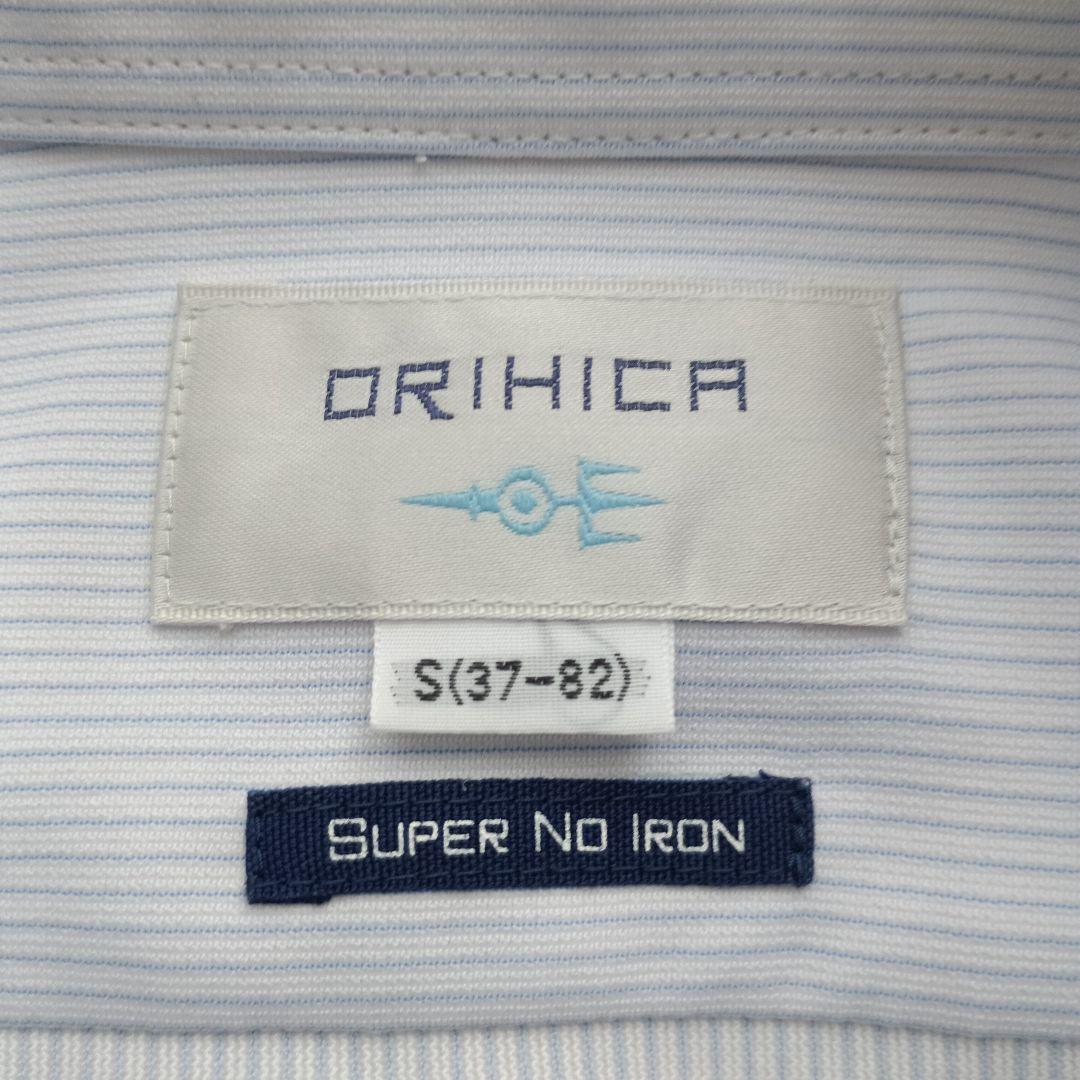 ORIHICA
S(37-82)
SUPER NO IRON